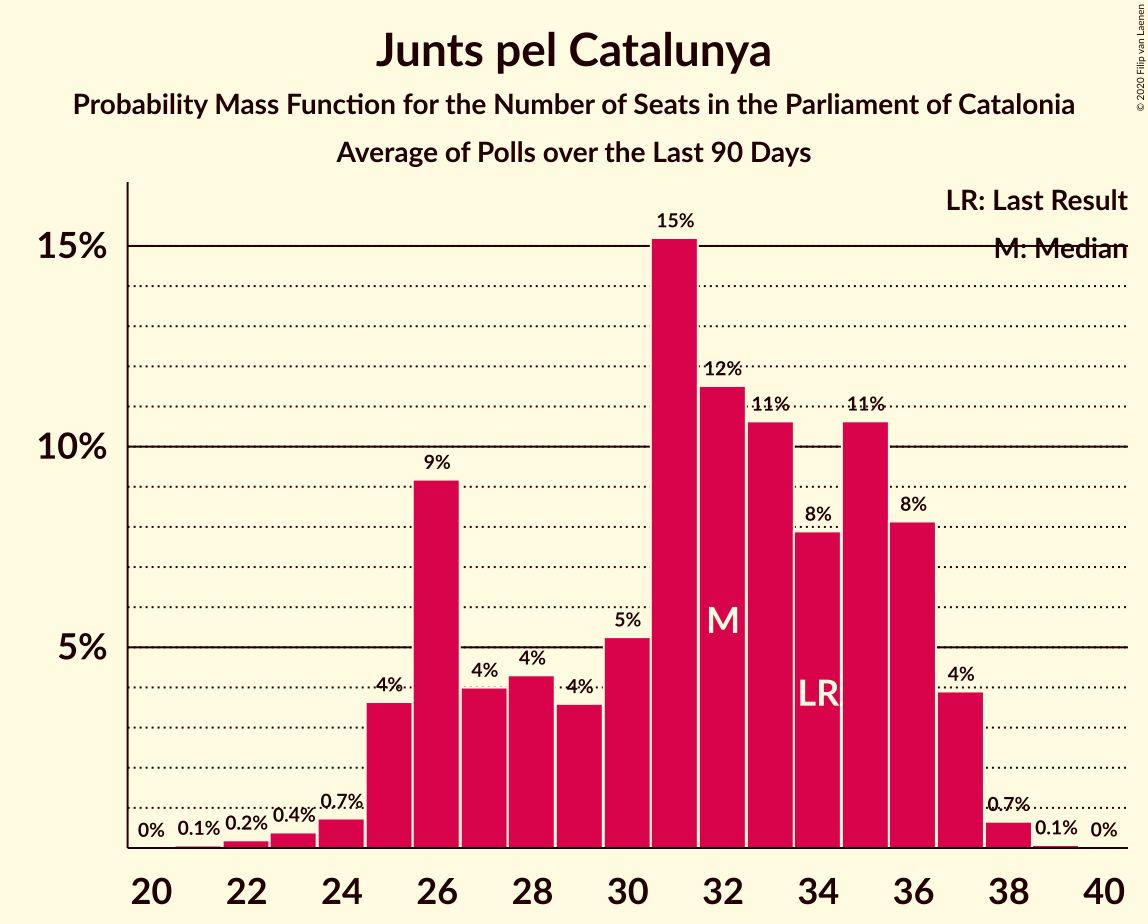 Junts pel Catalunya
Probability Mass Function for the Number of Seats in the Parliament of Catalonia
Average of Polls over the Last 90 Days
© 2020 Filip van Laenen
LR: Last Result
M: Median
15%
10%
5%
0%
0.1%
0.2%
0.4%
0.7%
4%
9%
4%
4%
4%
5%
15%
12%
11%
8%
11%
8%
4%
0.7%
0.1%
0%
M
LR
20 22 24 26 28 30 32 34 36 38 40